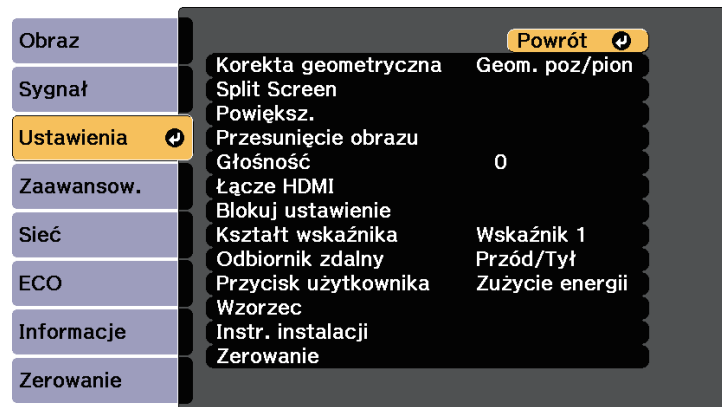 Obraz
Sygnał
Ustawienia
Zaawansow.
Sieć
ECO
Informacje
Zerowanie
Powrót
Korekta geometryczna Geom. poz/pion
Split Screen
Powiększ.
Przesunięcie obrazu
Głośność 0
Łącze HDMI
Blokuj ustawienie
Kształt wskaźnika Wskaźnik 1
Odbiornik zdalny Przód/Tył
Przycisk użytkownika Zużycie energii
Wzorzec
Instr. instalacji
Zerowanie